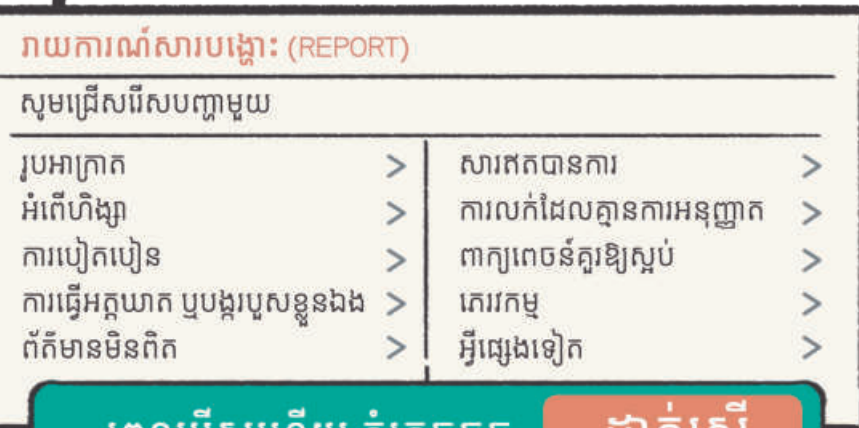 រាយការណ៍សារបង្ហោះ (REPORT)
សូមជ្រើសរើសបញ្ហាមួយ
រូបអាក្រាត >
អំពើហិង្សា >
ការបៀតបៀន >
ការធ្វើអត្តឃាត ឬបង្ករបួសខ្លួនឯង >
ព័ត៌មានមិនពិត >
សារឥតបានការ >
ការលក់ដែលគ្មានការអនុញ្ញាត >
ពាក្យពេចន៍គួរឱ្យស្អប់ >
ភេរវកម្ម >
អ្វីផ្សេងទៀត >